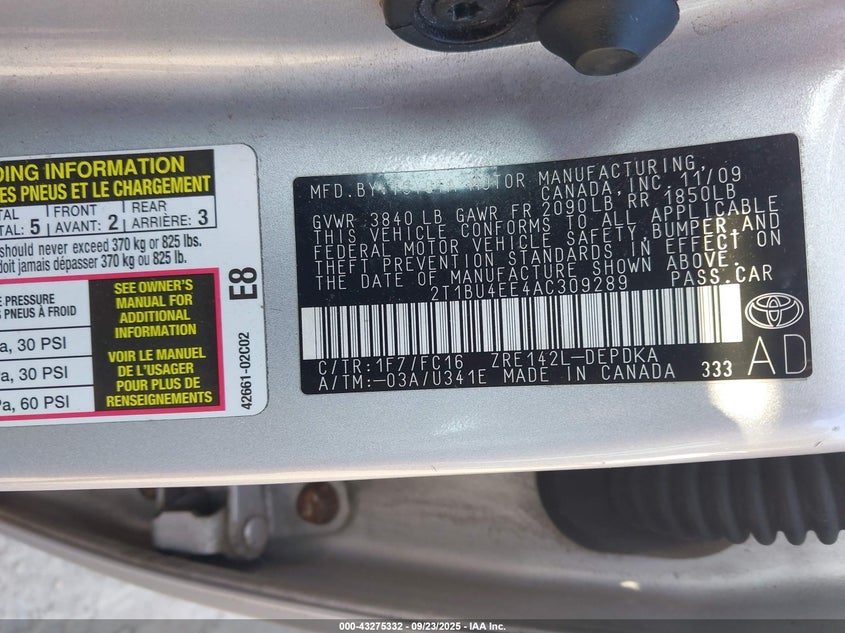 DING INFORMATION
LES PNEUS ET LE CHARGEMENT
TAL 5 FRONT 2 REAR 3
TAL: AVANT: ARRIÈRE:
should never exceed 370 kg or 825 lbs.
doit jamais dépasser 370 kg ou 825 lb.
E PRESSURE
S PNEUS À FROID
a, 30 PSI
a, 30 PSI
Pa, 60 PSI
SEE OWNER'S
MANUAL FOR
ADDITIONAL
INFORMATION
VOIR LE MANUEL
DE L'USAGER
POUR PLUS DE
RENSEIGNEMENTS
E8
42661-02C02
MFD.BY: MOTOR MANUFACTURING,
CANADA, INC. 11/09
GVWR 3840 LB GAWR FR 2090LB, RR 1850LB
THIS VEHICLE CONFORMS TO ALL APPLICABLE
FEDERAL MOTOR VEHICLE SAFETY, BUMPER, AND
THEFT PREVENTION STANDARDS IN EFFECT ON
THE DATE OF MANUFACTURE SHOWN ABOVE.
2T1BU4EE4AC309289 PASS.CAR
TOYOTA
C/TR:1F7/FC16 ZRE142L-DEPDKA
A/TM:-03A/U341E MADE IN CANADA 333
AD
000-43275332 - 09/23/2025 - IAA Inc.